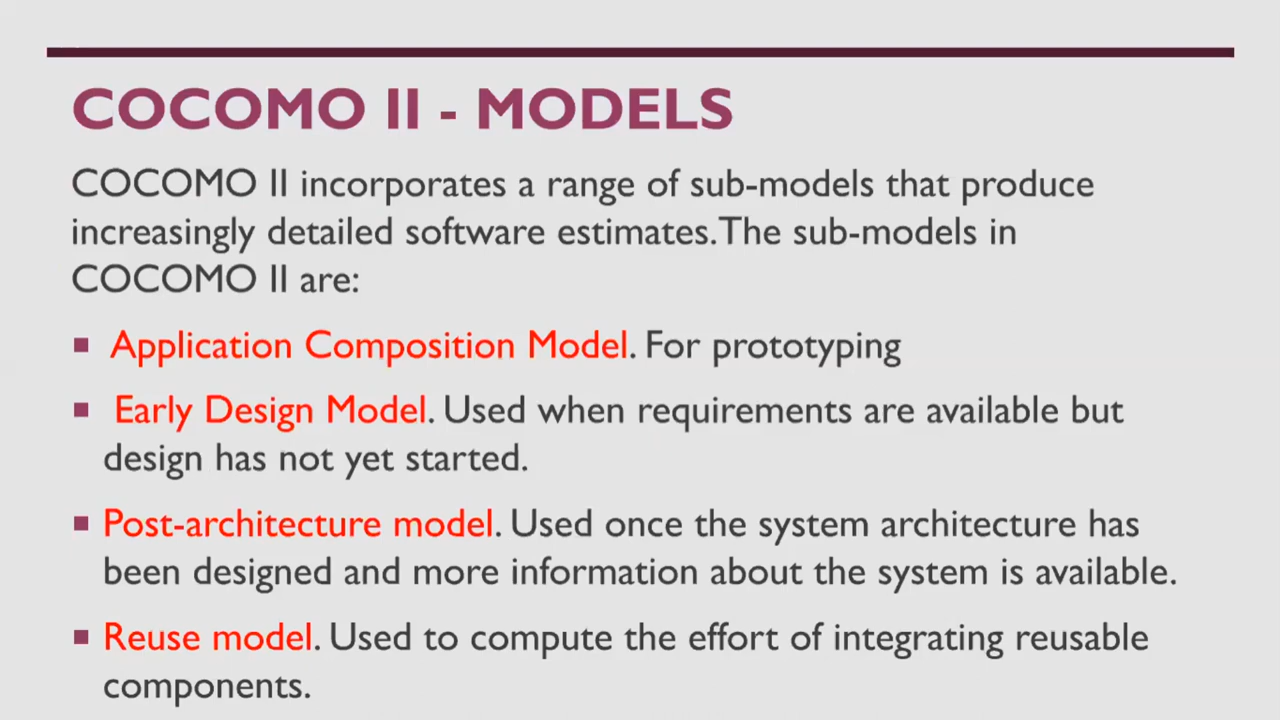 COCOMO II - MODELS
COCOMO II incorporates a range of sub-models that produce
increasingly detailed software estimates.The sub-models in
COCOMO II are:
▪ Application Composition Model. For prototyping
▪ Early Design Model. Used when requirements are available but
design has not yet started.
▪ Post-architecture model. Used once the system architecture has
been designed and more information about the system is available.
▪ Reuse model. Used to compute the effort of integrating reusable
components.